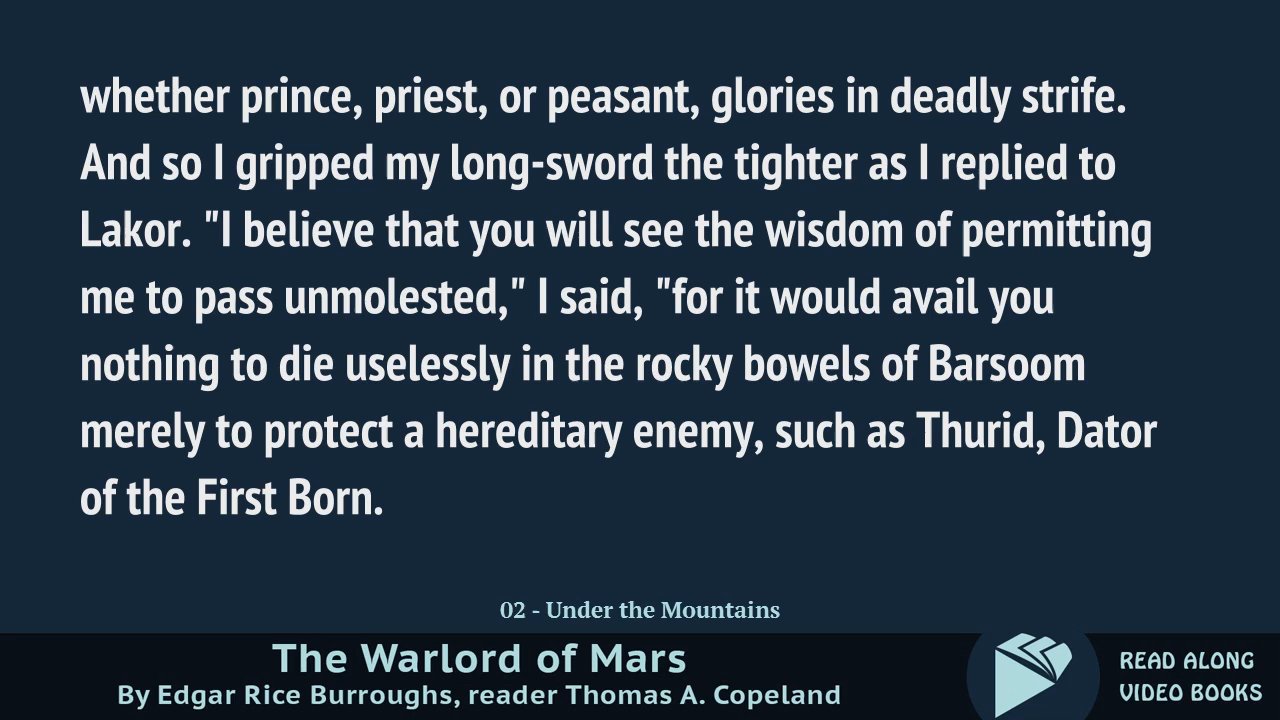 whether prince, priest, or peasant, glories in deadly strife.
And so I gripped my long-sword the tighter as I replied to
Lakor. "I believe that you will see the wisdom of permitting
me to pass unmolested," I said, "for it would avail you
nothing to die uselessly in the rocky bowels of Barsoom
merely to protect a hereditary enemy, such as Thurid, Dator
of the First Born.
02 - Under the Mountains
The Warlord of Mars
By Edgar Rice Burroughs, reader Thomas A. Copeland
READ ALONG
VIDEO BOOKS